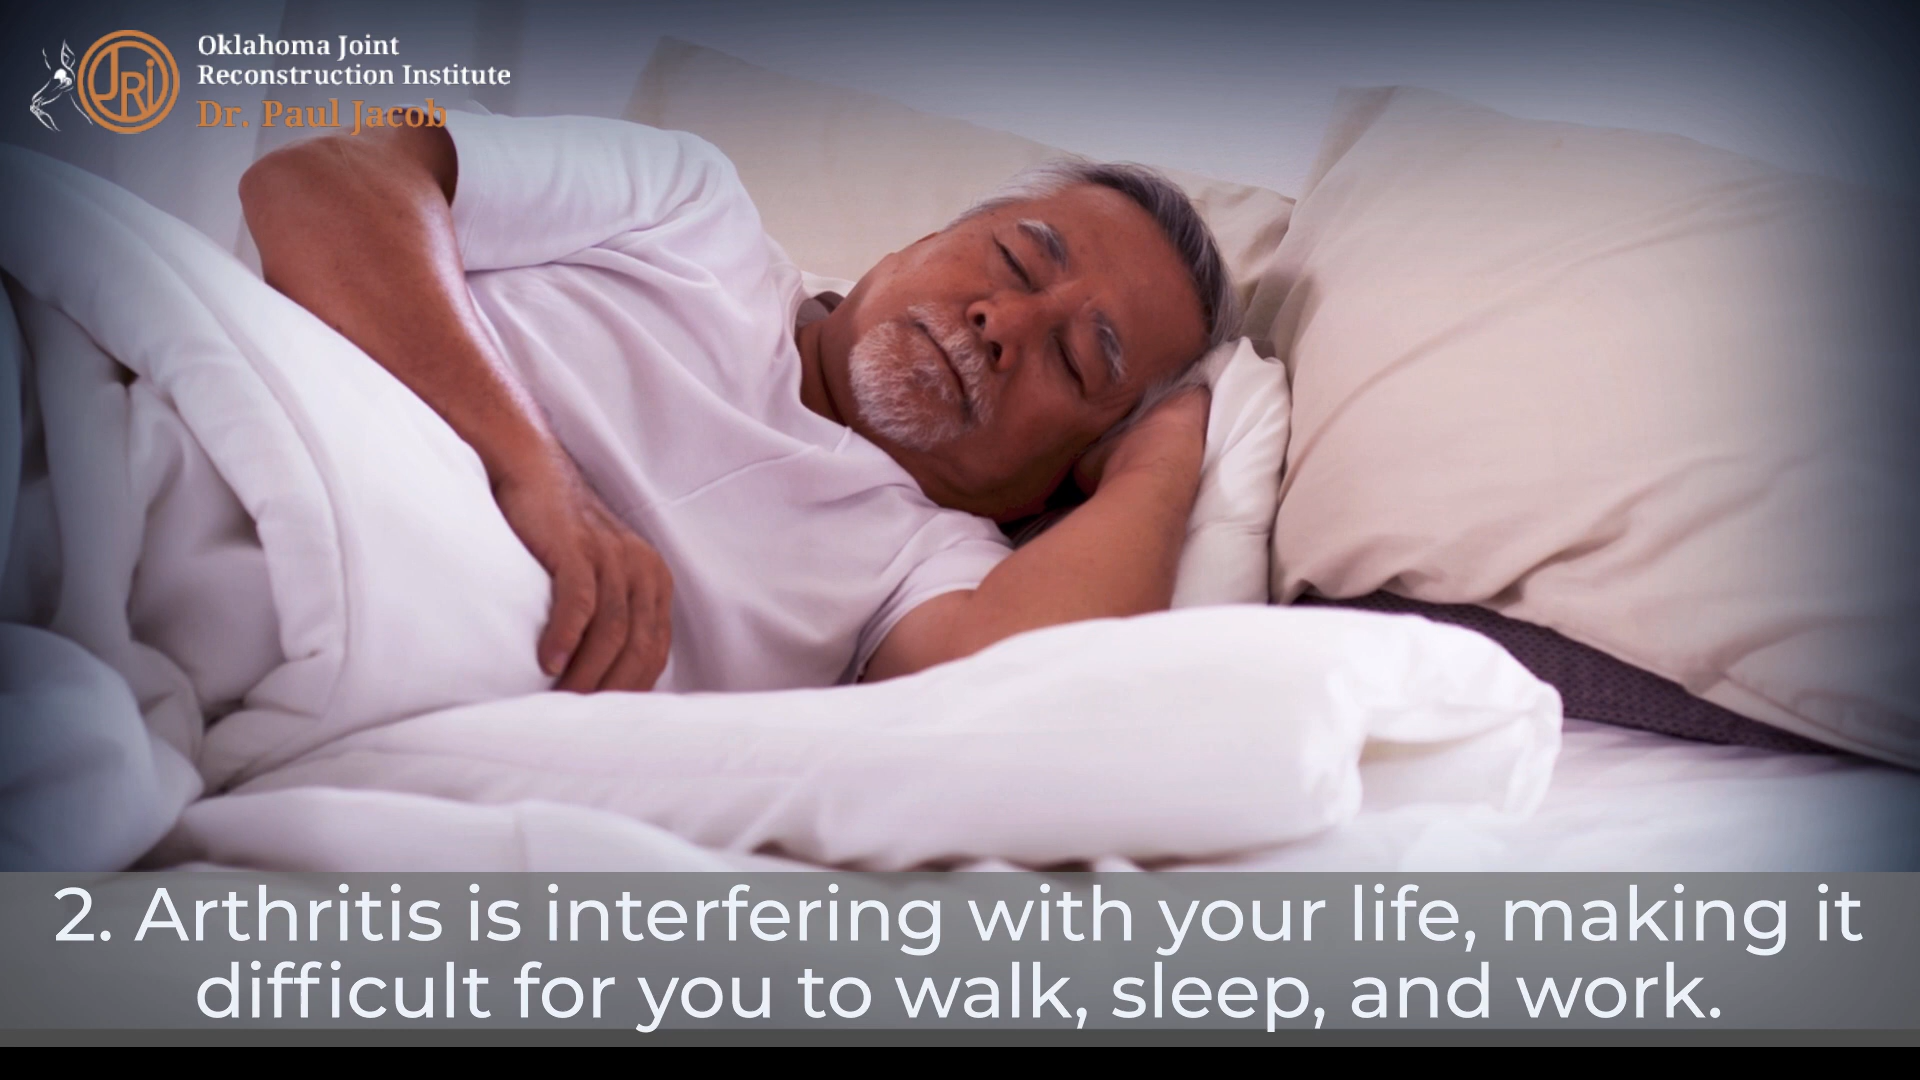 JRI
Oklahoma Joint
Reconstruction Institute
Dr. Paul Jacob
2. Arthritis is interfering with your life, making it
difficult for you to walk, sleep, and work.